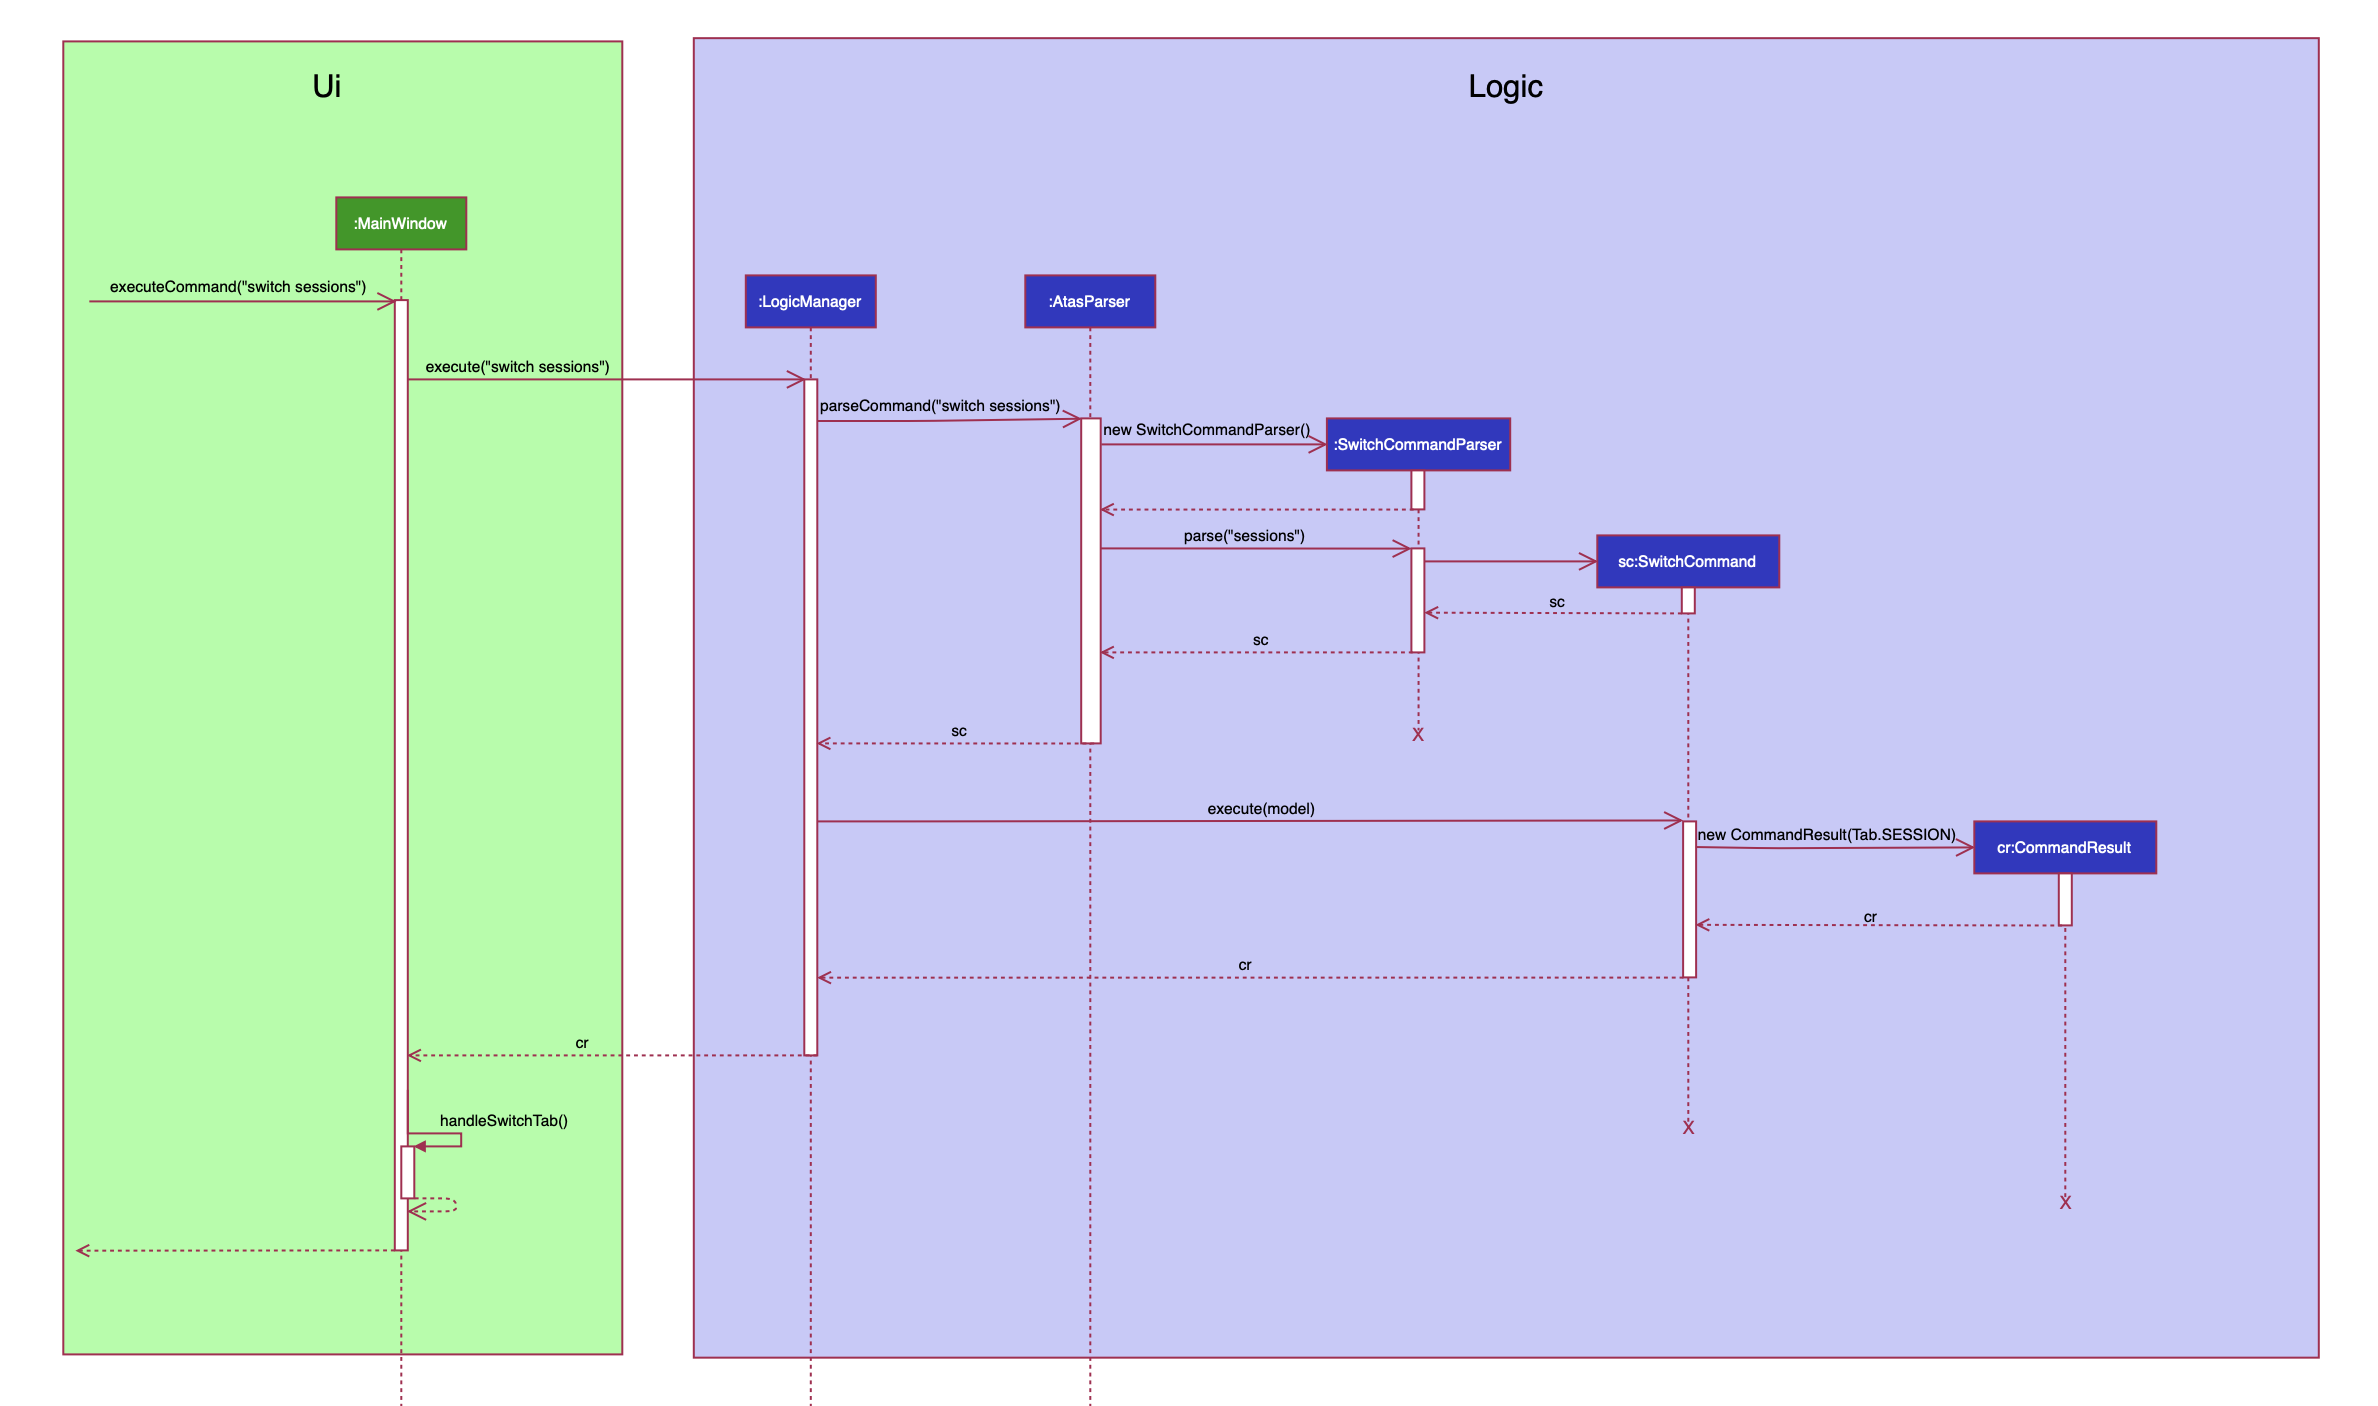 Ui
Logic
:MainWindow
executeCommand("switch sessions")
:LogicManager
:AtasParser
execute("switch sessions")
parseCommand("switch sessions")
new SwitchCommandParser()
:SwitchCommandParser
parse("sessions")
sc:SwitchCommand
sc
sc
sc
X
execute(model)
new CommandResult(Tab.SESSION)
cr:CommandResult
cr
cr
cr
handleSwitchTab()
X
X